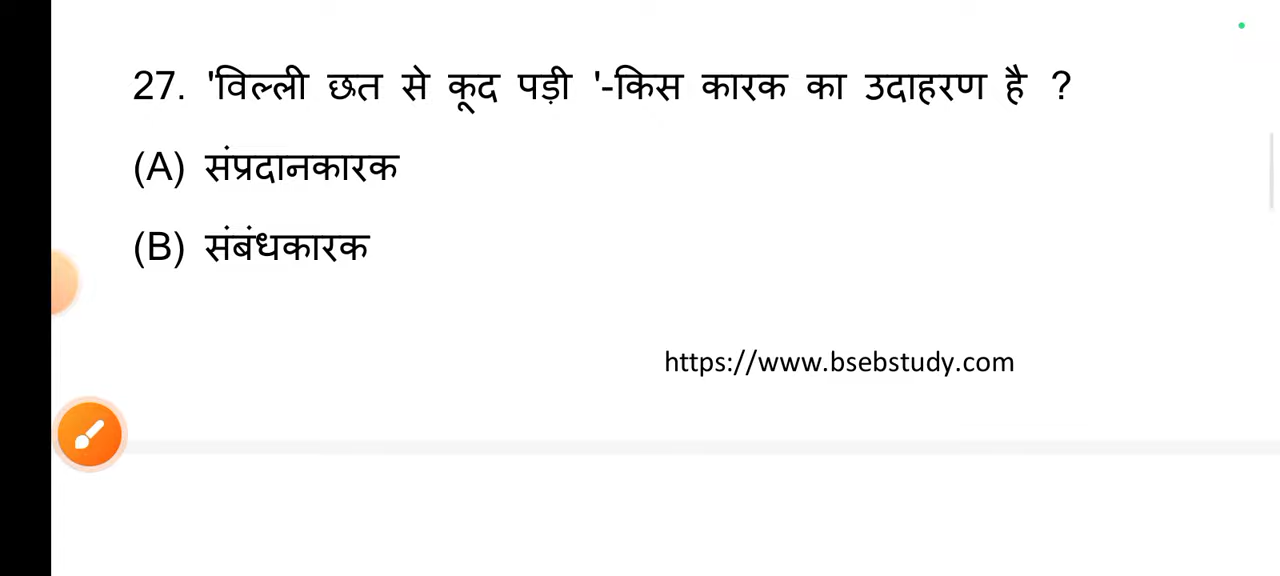 27. 'विल्ली छत से कूद पड़ी '-किस कारक का उदाहरण है ?
(A) संप्रदानकारक
(B) संबंधकारक
https://www.bsebstudy.com